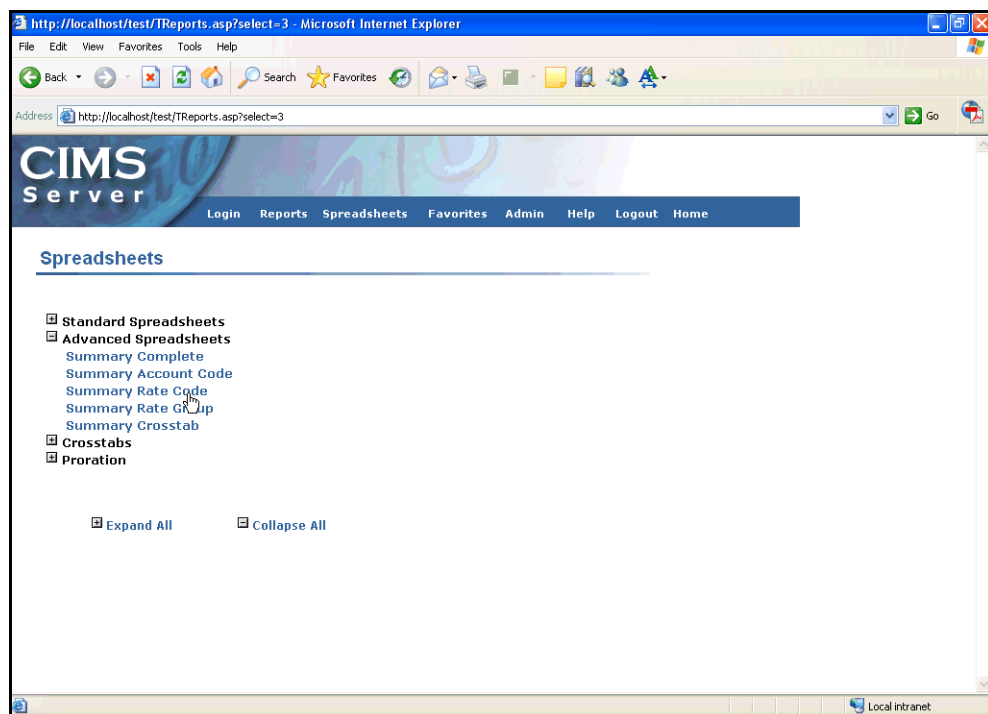 http://localhost/test/TReports.asp?select=3 - Microsoft Internet Explorer
File Edit View Favorites Tools Help
Back Search Favorites
Address http://localhost/test/TReports.asp?select=3 Go
CIMS
Server
Login Reports Spreadsheets Favorites Admin Help Logout Home
Spreadsheets
Standard Spreadsheets
Advanced Spreadsheets
Summary Complete
Summary Account Code
Summary Rate Code
Summary Rate Group
Summary Crosstab
Crosstabs
Proration
Expand All Collapse All
Local intranet